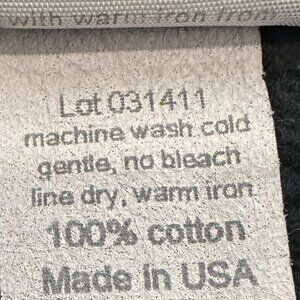 with warm iron from
Lot 031411
machine wash cold
gentle, no bleach
line dry, warm iron
100% cotton
Made in USA